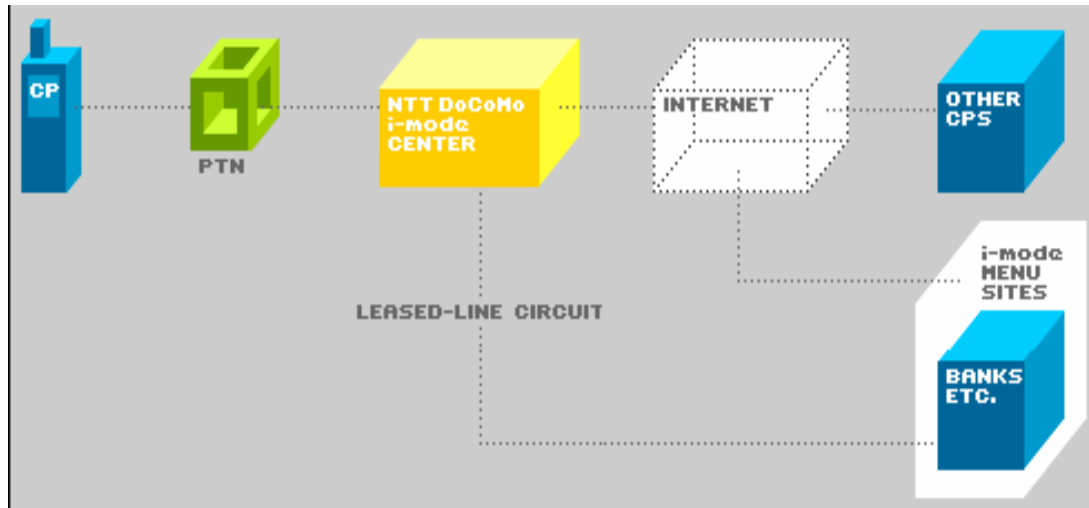 CP
PTN
NTT DoCoMo
i-mode
CENTER
INTERNET
OTHER
CPS
i-mode
MENU
SITES
LEASED-LINE CIRCUIT
BANKS
ETC.